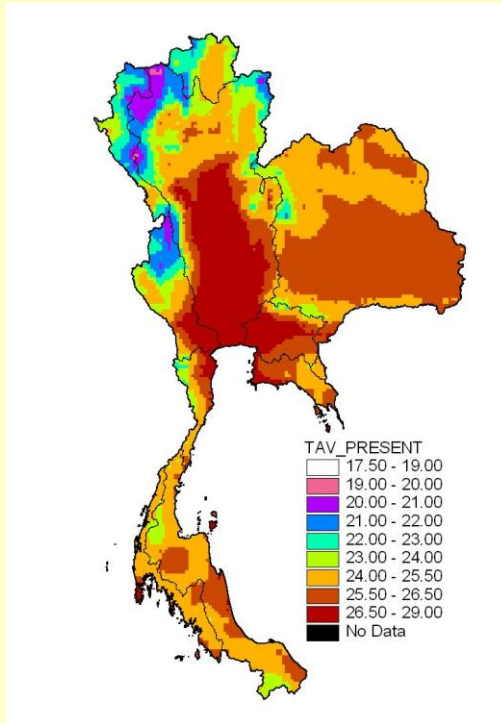 TAV_PRESENT
17.50 - 19.00
19.00 - 20.00
20.00 - 21.00
21.00 - 22.00
22.00 - 23.00
23.00 - 24.00
24.00 - 25.50
25.50 - 26.50
26.50 - 29.00
No Data